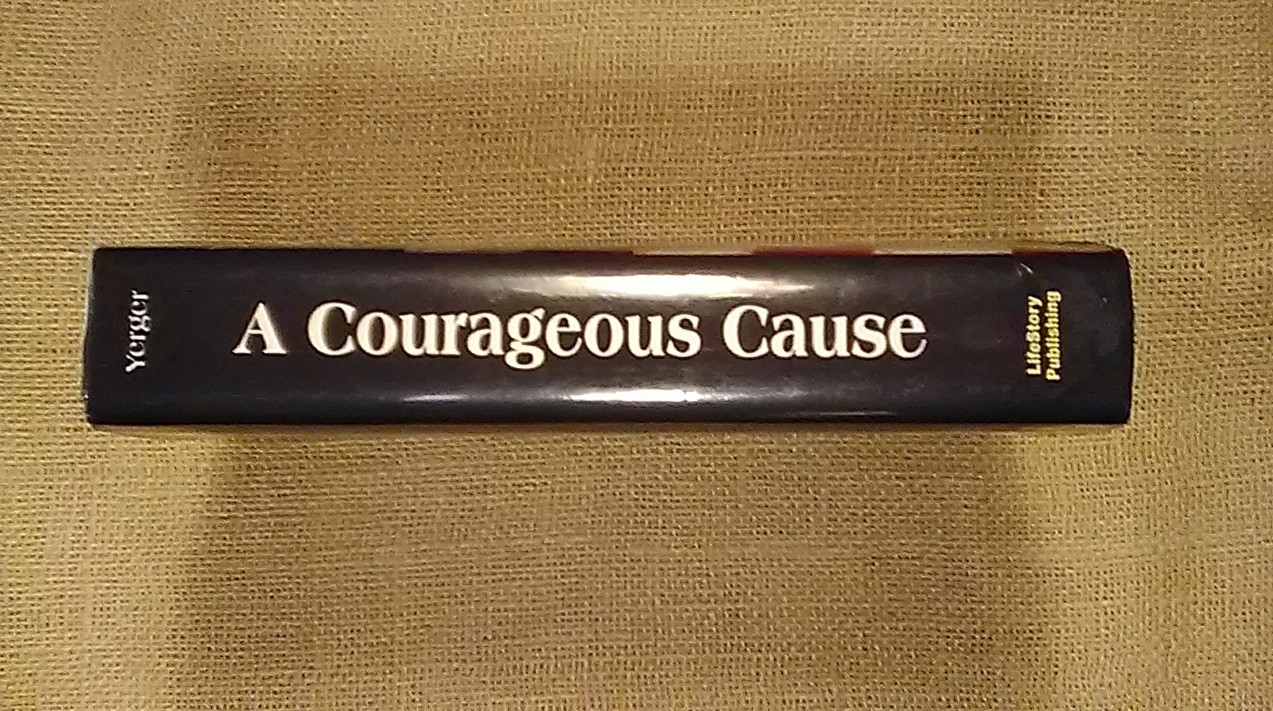 Yerger
A Courageous Cause
LifeStory
Publishing